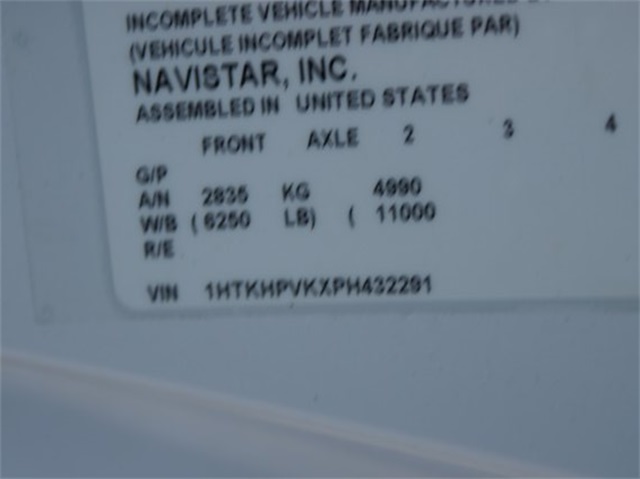 INCOMPLETE VEHICLE MANUFACTURED
(VEHICULE INCOMPLET FABRIQUE PAR)
NAVISTAR, INC.
ASSEMBLED IN UNITED STATES
FRONT AXLE 2 3 4
G/P
A/N 2835 KG 4990
W/B ( 6250 LB) ( 11000
R/E
VIN 1HTKHPVKXPH432291